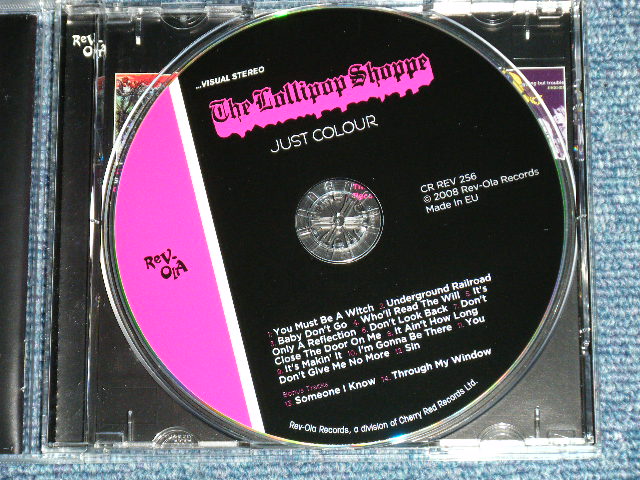 Rev-
Ola
...VISUAL STEREO
The Lollipop Shoppe
JUST COLOUR
CR REV 256
© 2008 Rev-Ola Records
Made In EU
Rev-
Ola
1. You Must Be A Witch 2. Underground Railroad
3. Baby Don't Go 4. Who'll Read The Will 5. It's
Only A Reflection 6. Don't Look Back 7. Don't
Close The Door On Me 8. It Ain't How Long
9. It's Makin' It 10. I'm Gonna Be There 11. You
Don't Give Me No More 12. Sin
Bonus Tracks
13. Someone I Know 14. Through My Window
Rev-Ola Records, a division of Cherry Red Records Ltd.